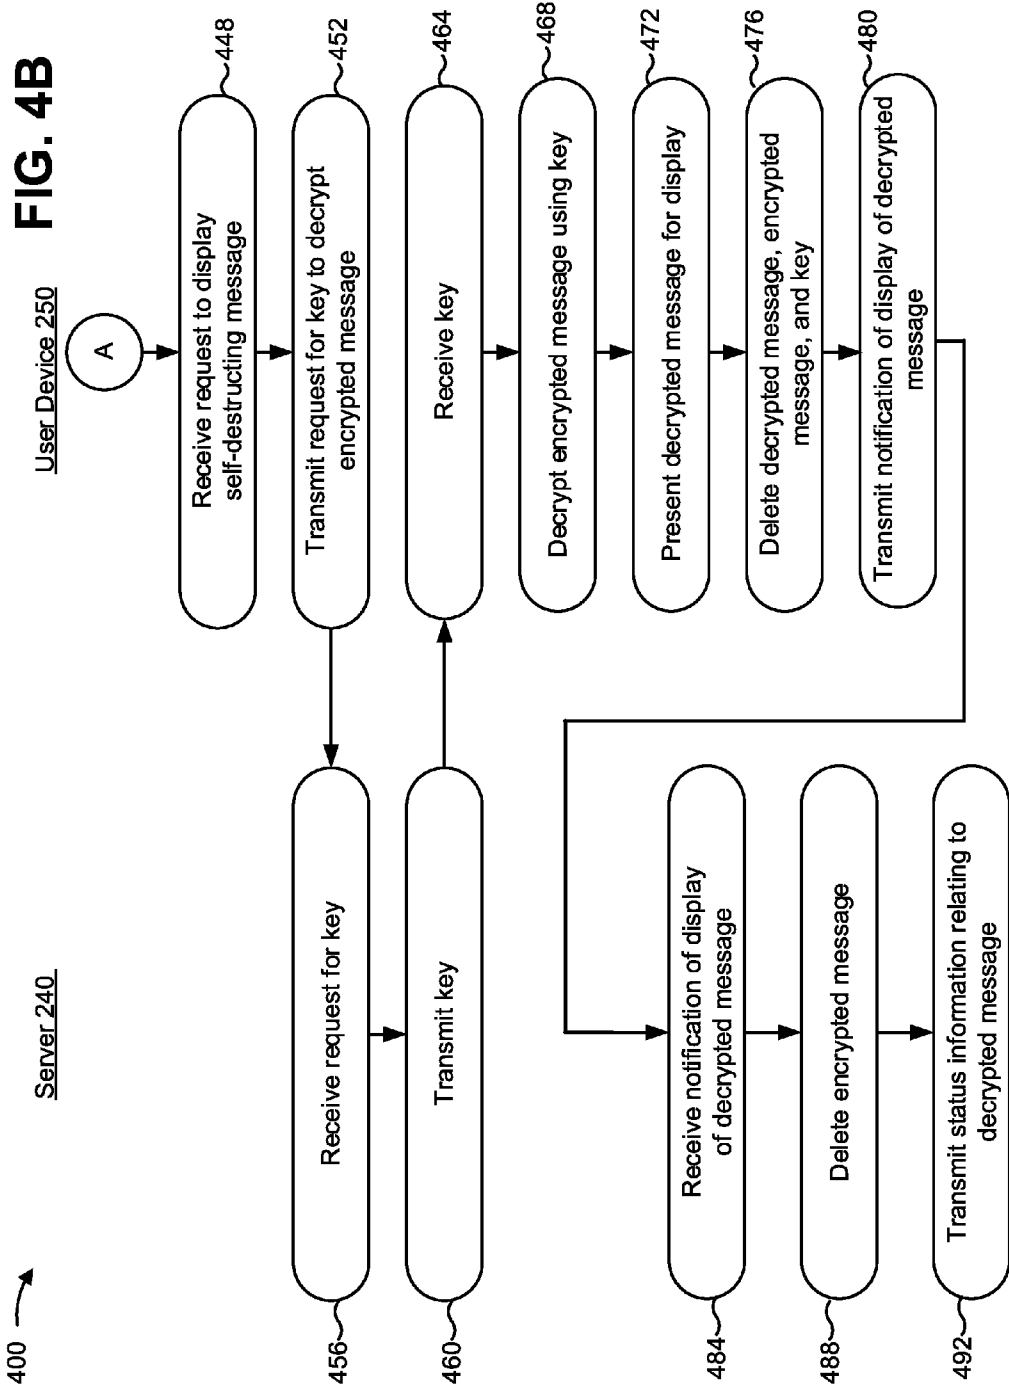 400
FIG. 4B
Server 240
User Device 250
A
Receive request to display
self-destructing message
448
Transmit request for key to decrypt
encrypted message
452
Receive request for key
456
Transmit key
460
Receive key
464
Decrypt encrypted message using key
468
Present decrypted message for display
472
Delete decrypted message, encrypted
message, and key
476
Transmit notification of display of decrypted
message
480
Receive notification of display
of decrypted message
484
Delete encrypted message
488
Transmit status information relating to
decrypted message
492